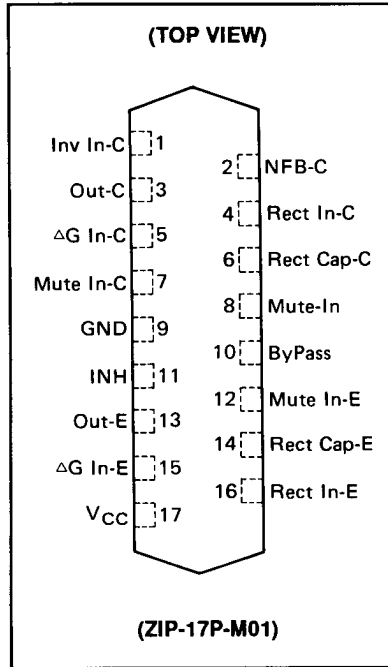 (TOP VIEW)
Inv In-C 1
2 NFB-C
Out-C 3
4 Rect In-C
△G In-C 5
6 Rect Cap-C
Mute In-C 7
8 Mute-In
GND 9
10 ByPass
INH 11
12 Mute In-E
Out-E 13
14 Rect Cap-E
△G In-E 15
16 Rect In-E
VCC 17
(ZIP-17P-M01)